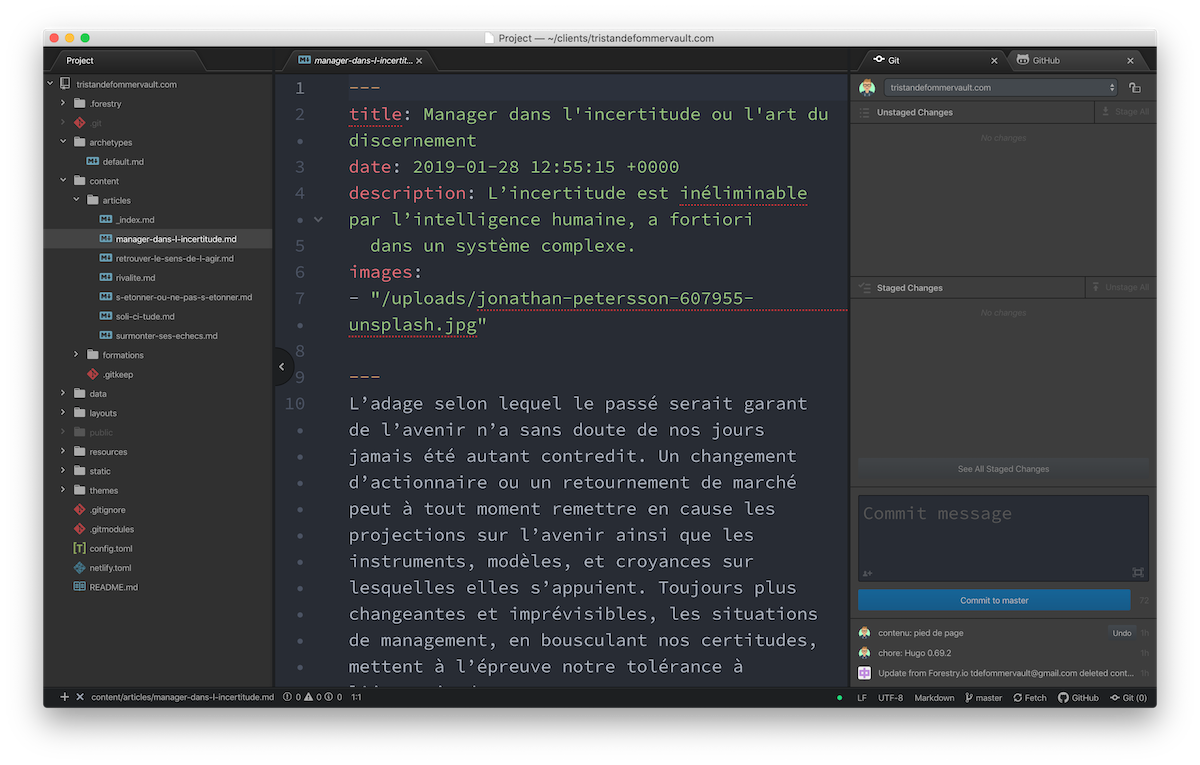 Project — ~/clients/tristandefommervault.com
Project
tristandefommervault.com
.forestry
.git
archetypes
default.md
content
articles
_index.md
manager-dans-l-incertitude.md
retrouver-le-sens-de-l-agir.md
rivalite.md
s-etonner-ou-ne-pas-s-etonner.md
soli-ci-tude.md
surmonter-ses-echecs.md
formations
.gitkeep
data
layouts
public
resources
static
themes
.gitignore
.gitmodules
config.toml
netlify.toml
README.md
manager-dans-l-incertit...
1 ---
2 title: Manager dans l'incertitude ou l'art du
discernement
3 date: 2019-01-28 12:55:15 +0000
4 description: L’incertitude est inéliminable
par l’intelligence humaine, a fortiori
5 dans un système complexe.
6 images:
7 - "/uploads/jonathan-petersson-607955-
unsplash.jpg"
8
9 ---
10 L’adage selon lequel le passé serait garant
de l’avenir n’a sans doute de nos jours
jamais été autant contredit. Un changement
d’actionnaire ou un retournement de marché
peut à tout moment remettre en cause les
projections sur l’avenir ainsi que les
instruments, modèles, et croyances sur
lesquelles elles s’appuient. Toujours plus
changeantes et imprévisibles, les situations
de management, en bousculant nos certitudes,
mettent à l’épreuve notre tolérance à
Git
GitHub
tristandefommervault.com
Unstaged Changes
Stage All
No changes
Staged Changes
Unstage All
No changes
See All Staged Changes
Commit message
Commit to master
72
contenu: pied de page
Undo
1h
chore: Hugo 0.69.2
1h
Update from Forestry.io tdefommervault@gmail.com deleted cont...
1h
content/articles/manager-dans-l-incertitude.md 0 0 0 1:1
LF UTF-8 Markdown master Fetch GitHub Git (0)